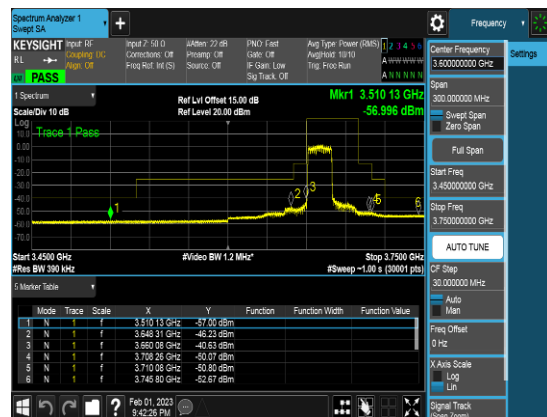 Spectrum Analyzer 1
Swept SA
+
Frequency
KEYSIGHT Input: RF Input Z: 50 Ω #Atten: 22 dB PNO: Fast Avg Type: Power (RMS) 1 2 3 4 5 6
RL Coupling: DC Corrections: Off Preamp: Off Gate: Off Avg|Hold: 10/10
Align: Off Freq Ref: Int (S) Source: Off IF Gain: Low Trig: Free Run
Sig Track: Off A N N N N N
PASS
1 Spectrum
Scale/Div 10 dB
Ref Lvl Offset 15.00 dB
Ref Level 20.00 dBm
Mkr1 3.510 13 GHz
-56.996 dBm
Log
Trace 1 Pass
10.0
0.00
-10.0
-20.0
-30.0
-40.0
-50.0
-60.0
-70.0
1
2
3
5
6
Start 3.4500 GHz #Video BW 1.2 MHz* Stop 3.7500 GHz
#Res BW 390 kHz #Sweep ~1.00 s (30001 pts)
5 Marker Table
Mode Trace Scale X Y Function Function Width Function Value
1 N 1 f 3.510 13 GHz -57.00 dBm
2 N 1 f 3.648 31 GHz -46.23 dBm
3 N 1 f 3.660 08 GHz -40.63 dBm
4 N 1 f 3.708 26 GHz -50.07 dBm
5 N 1 f 3.710 08 GHz -50.80 dBm
6 N 1 f 3.745 80 GHz -52.67 dBm
Feb 01, 2023
9:42:26 PM
?
Center Frequency
3.600000000 GHz
Settings
Span
300.000000 MHz
Swept Span
Zero Span
Full Span
Start Freq
3.450000000 GHz
Stop Freq
3.750000000 GHz
AUTO TUNE
CF Step
30.000000 MHz
Auto
Man
Freq Offset
0 Hz
X Axis Scale
Log
Lin
Signal Track
(Span Zoom)